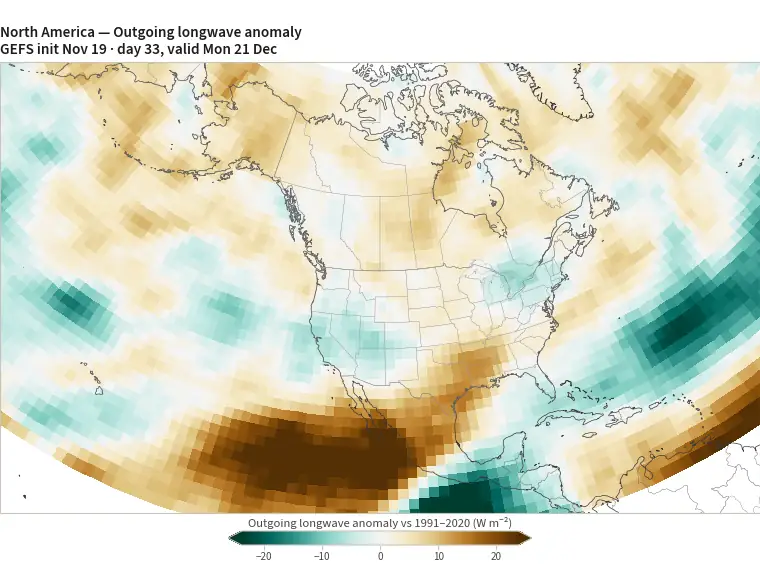 North America — Outgoing longwave anomaly
GEFS init Nov 19 · day 33, valid Mon 21 Dec
Outgoing longwave anomaly vs 1991–2020 (W m⁻²)
−20 −10 0 10 20